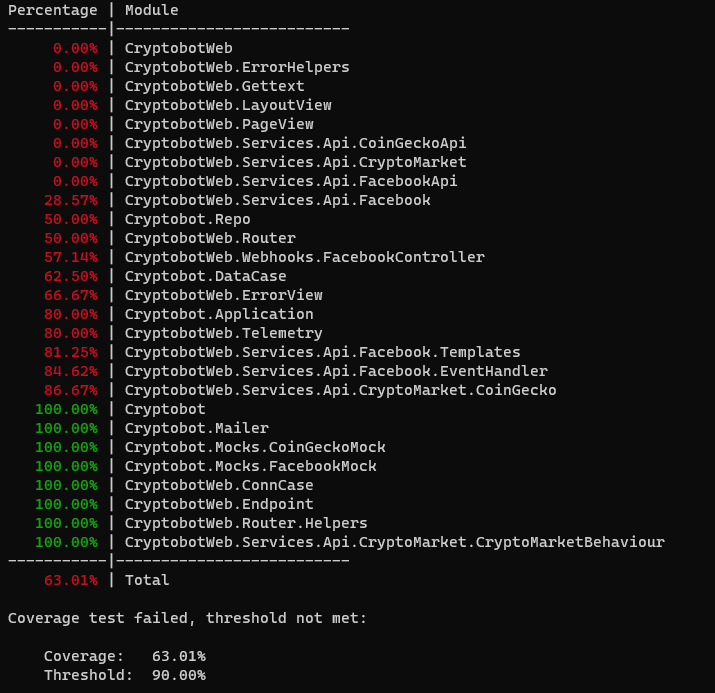 Percentage | Module
-----------|--------------------------
     0.00% | CryptobotWeb
     0.00% | CryptobotWeb.ErrorHelpers
     0.00% | CryptobotWeb.Gettext
     0.00% | CryptobotWeb.LayoutView
     0.00% | CryptobotWeb.PageView
     0.00% | CryptobotWeb.Services.Api.CoinGeckoApi
     0.00% | CryptobotWeb.Services.Api.CryptoMarket
     0.00% | CryptobotWeb.Services.Api.FacebookApi
    28.57% | CryptobotWeb.Services.Api.Facebook
    50.00% | Cryptobot.Repo
    50.00% | CryptobotWeb.Router
    57.14% | CryptobotWeb.Webhooks.FacebookController
    62.50% | Cryptobot.DataCase
    66.67% | CryptobotWeb.ErrorView
    80.00% | Cryptobot.Application
    80.00% | CryptobotWeb.Telemetry
    81.25% | CryptobotWeb.Services.Api.Facebook.Templates
    84.62% | CryptobotWeb.Services.Api.Facebook.EventHandler
    86.67% | CryptobotWeb.Services.Api.CryptoMarket.CoinGecko
   100.00% | Cryptobot
   100.00% | Cryptobot.Mailer
   100.00% | Cryptobot.Mocks.CoinGeckoMock
   100.00% | Cryptobot.Mocks.FacebookMock
   100.00% | CryptobotWeb.ConnCase
   100.00% | CryptobotWeb.Endpoint
   100.00% | CryptobotWeb.Router.Helpers
   100.00% | CryptobotWeb.Services.Api.CryptoMarket.CryptoMarketBehaviour
-----------|--------------------------
    63.01% | Total
Coverage test failed, threshold not met:
    Coverage:   63.01%
    Threshold:  90.00%